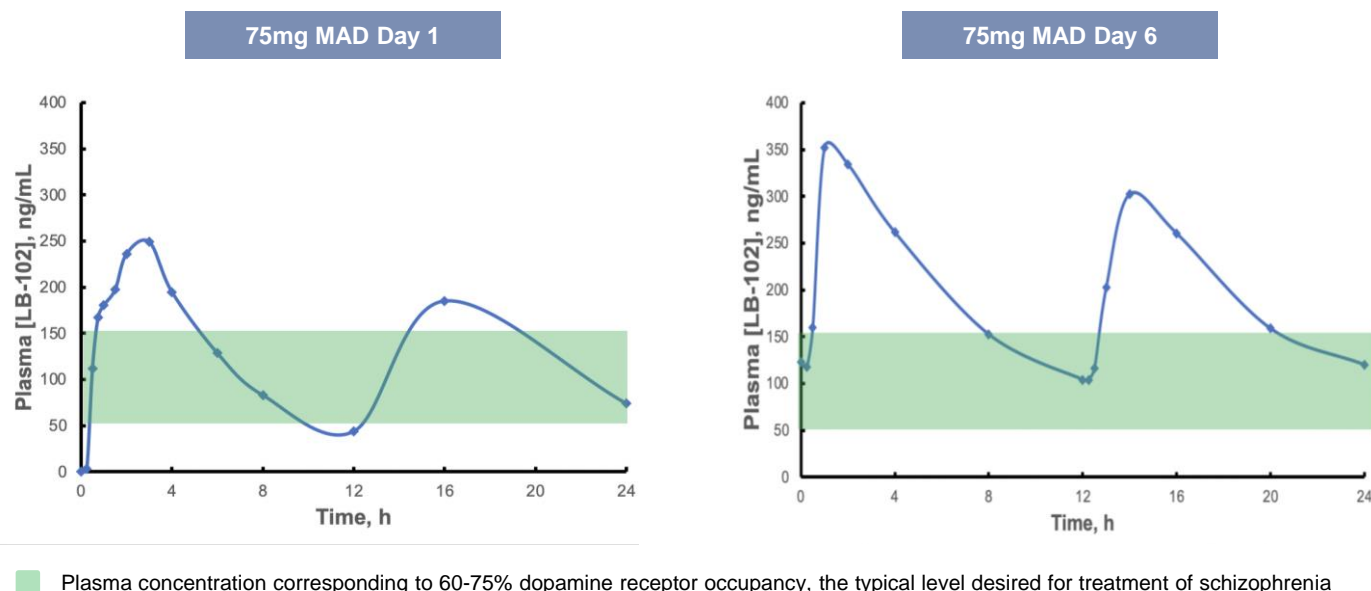 75mg MAD Day 1
75mg MAD Day 6
Plasma [LB-102], ng/mL
400
350
300
250
200
150
100
50
0
0 4 8 12 16 20 24
Time, h
Plasma [LB-102], ng/mL
400
350
300
250
200
150
100
50
0
0 4 8 12 16 20 24
Time, h
Plasma concentration corresponding to 60-75% dopamine receptor occupancy, the typical level desired for treatment of schizophrenia